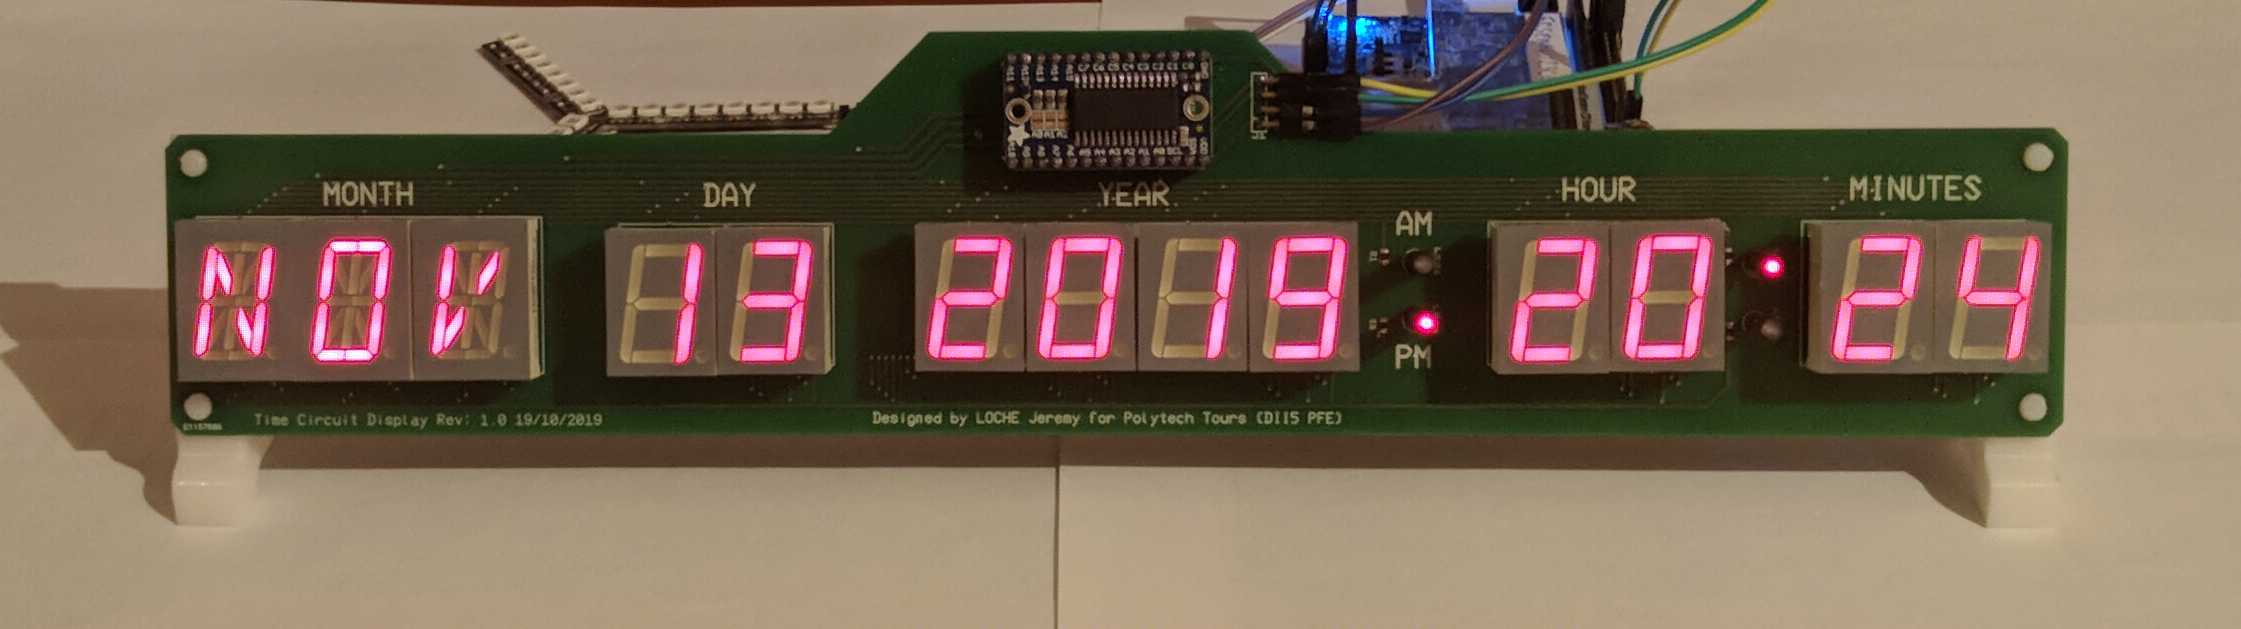 MONTH DAY YEAR HOUR MINUTES
AM
NOV 13 2019 20 24
PM
Time Circuit Display Rev: 1.0 19/10/2019
Designed by LOCHE Jeremy for Polytech Tours (DII5 PFE)